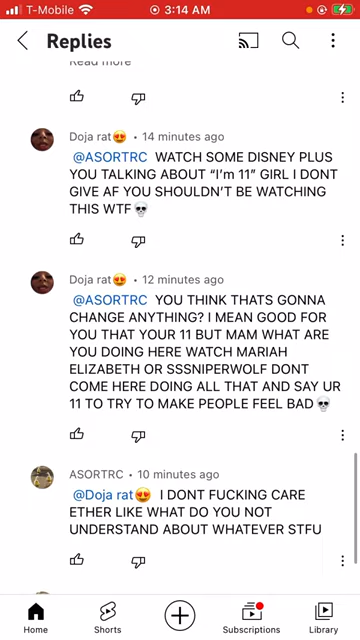 T-Mobile 3:14 AM
Replies
Read more
Doja rat😍 • 14 minutes ago
@ASORTRC WATCH SOME DISNEY PLUS
YOU TALKING ABOUT “I'm 11” GIRL I DONT
GIVE AF YOU SHOULDN'T BE WATCHING
THIS WTF💀
Doja rat😍 • 12 minutes ago
@ASORTRC YOU THINK THATS GONNA
CHANGE ANYTHING? I MEAN GOOD FOR
YOU THAT YOUR 11 BUT MAM WHAT ARE
YOU DOING HERE WATCH MARIAH
ELIZABETH OR SSSNIPERWOLF DONT
COME HERE DOING ALL THAT AND SAY UR
11 TO TRY TO MAKE PEOPLE FEEL BAD💀
ASORTRC • 10 minutes ago
@Doja rat😍 I DONT FUCKING CARE
ETHER LIKE WHAT DO YOU NOT
UNDERSTAND ABOUT WHATEVER STFU
Home Shorts Subscriptions Library